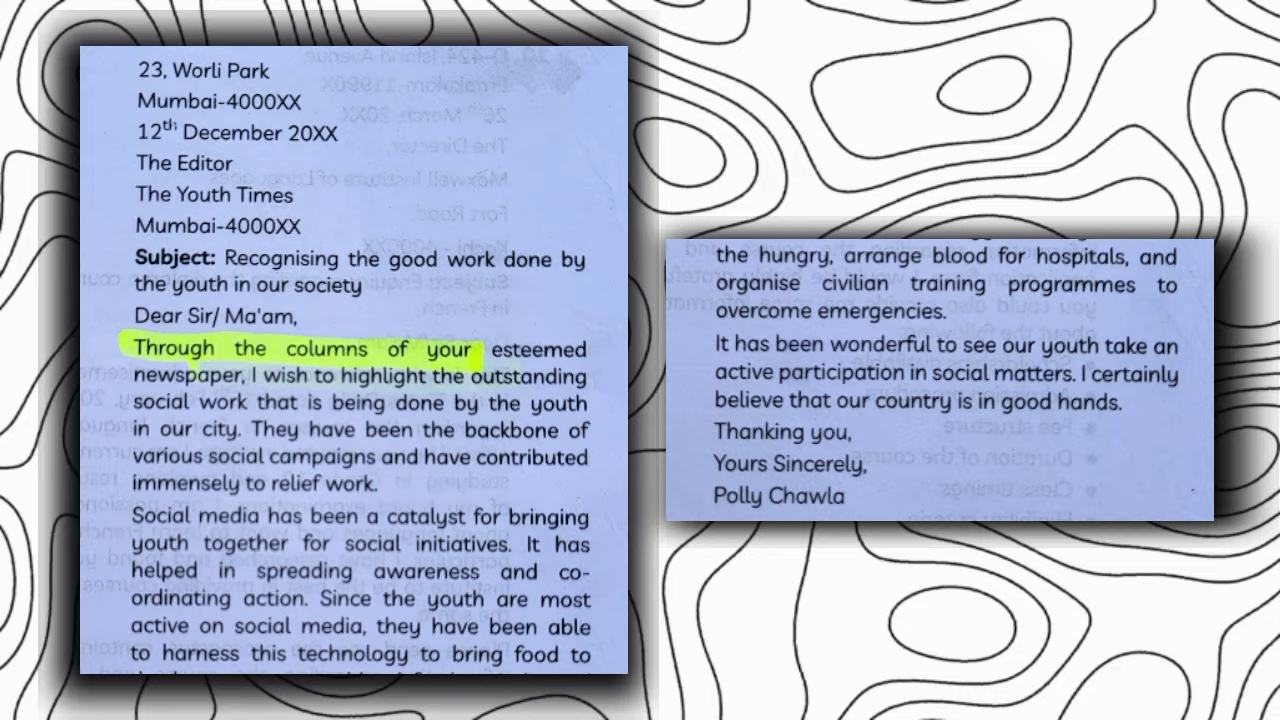 23, Worli Park
Mumbai-4000XX
12th December 20XX
The Editor
The Youth Times
Mumbai-4000XX
Subject: Recognising the good work done by
the youth in our society
Dear Sir/ Ma'am,
Through the columns of your esteemed
newspaper, I wish to highlight the outstanding
social work that is being done by the youth
in our city. They have been the backbone of
various social campaigns and have contributed
immensely to relief work.
Social media has been a catalyst for bringing
youth together for social initiatives. It has
helped in spreading awareness and co-
ordinating action. Since the youth are most
active on social media, they have been able
to harness this technology to bring food to
the hungry, arrange blood for hospitals, and
organise civilian training programmes to
overcome emergencies.
It has been wonderful to see our youth take an
active participation in social matters. I certainly
believe that our country is in good hands.
Thanking you,
Yours Sincerely,
Polly Chawla